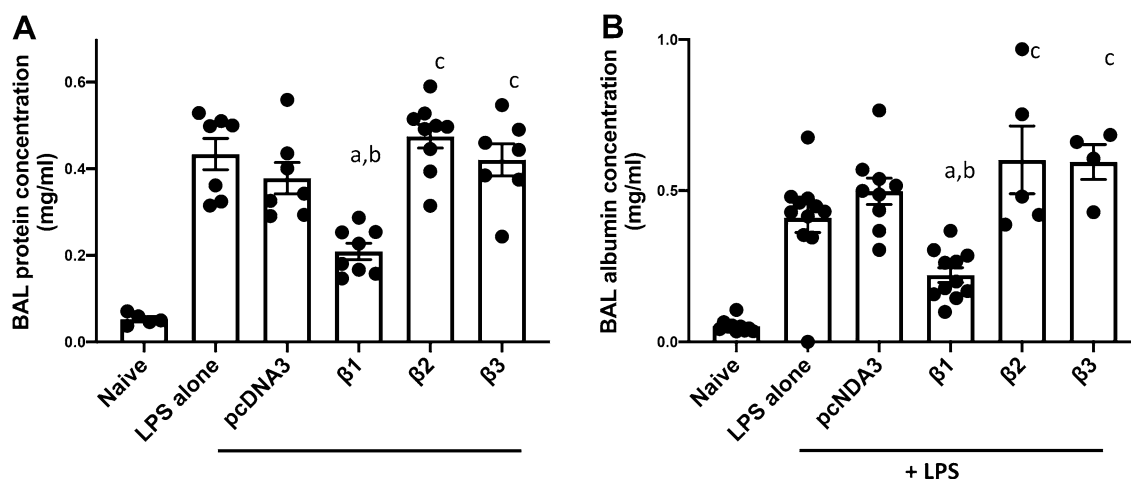 A
BAL protein concentration
(mg/ml)
0.6
0.4
0.2
0.0
a,b
c
c
Naive
LPS alone
pcDNA3
β1
β2
β3
B
BAL albumin concentration
(mg/ml)
1.0
0.5
0.0
a,b
c
c
Naive
LPS alone
pcNDA3
β1
β2
β3
+ LPS